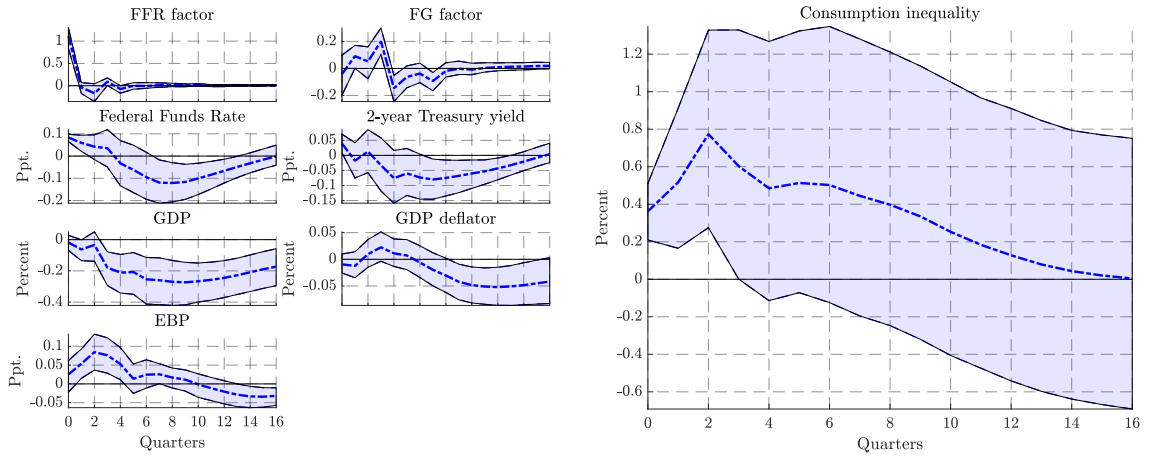 FFR factor
1
0.5
0
FG factor
0.2
0
-0.2
Federal Funds Rate
Ppt.
0.1
0
-0.1
-0.2
2-year Treasury yield
Ppt.
0.05
0
-0.05
-0.1
-0.15
GDP
Percent
0
-0.2
-0.4
GDP deflator
Percent
0.05
0
-0.05
EBP
Ppt.
0.1
0.05
0
-0.05
0 2 4 6 8 10 12 14 16
Quarters
Consumption inequality
Percent
1.2
1
0.8
0.6
0.4
0.2
0
-0.2
-0.4
-0.6
0 2 4 6 8 10 12 14 16
Quarters